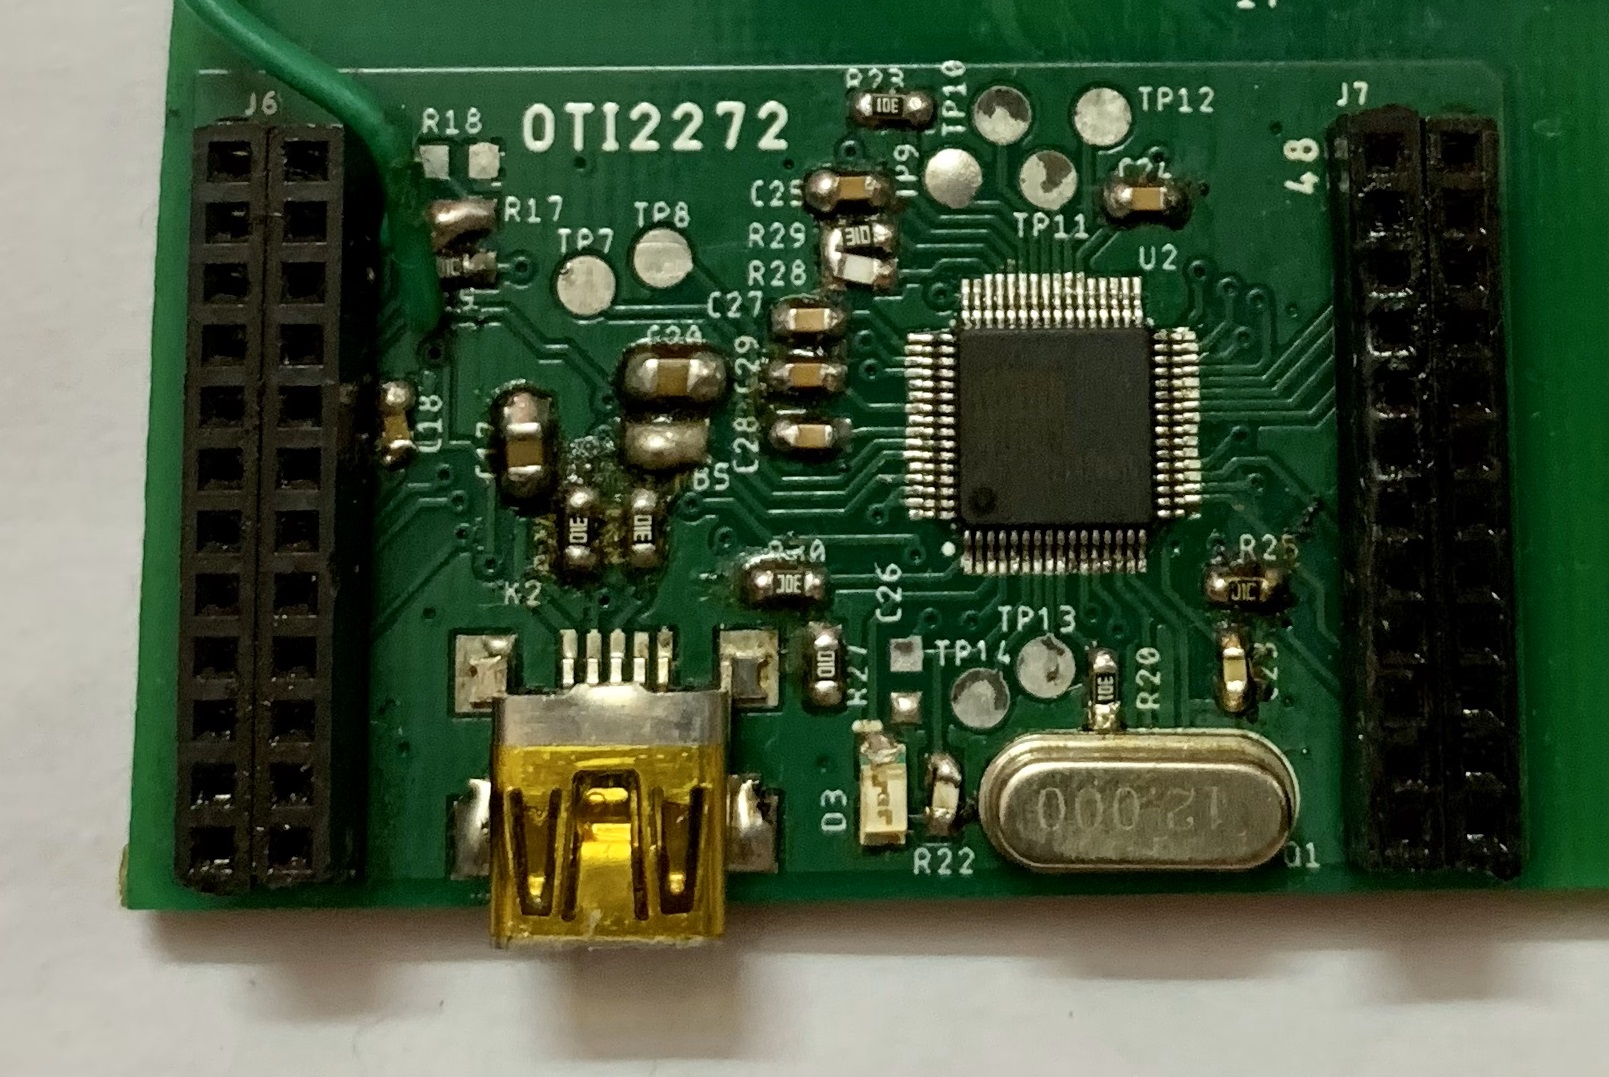 J6
R18
OTI2272
R23
TP10
TP12
J7
48
TP9
C25
C24
R17
TP8
TP7
R29
TP11
R28
U2
C27
C29
C18
C28
B5
K2
C26
R25
TP13
TP14
R27
R20
C23
D3
12.000
R22
Q1